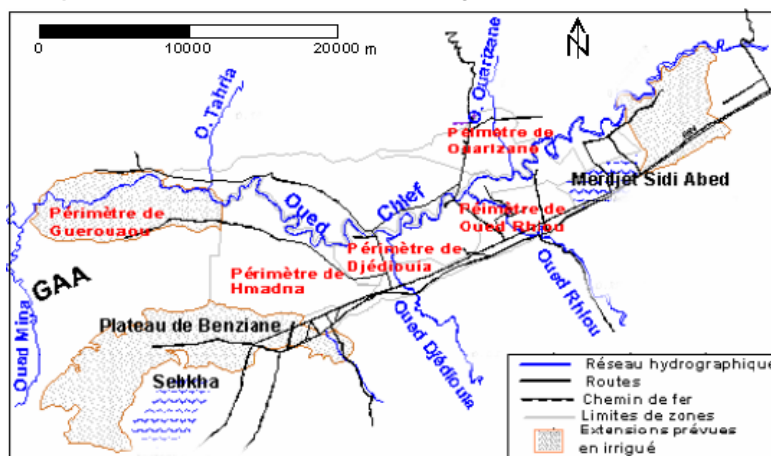 0 10000 20000 m
N
O. Tahria
O. Ouarizane
Périmètre de
Ouarizane
Merdjet Sidi Abed
Oued Chlef
Périmètre de
Guerouaou
Périmètre de
Oued Rhiou
Périmètre de
Djédiouia
Périmètre de
Hmadna
GAA
Oued Mina
Plateau de Benziane
Sebkha
Oued Djédiouia
Oued Rhiou
Réseau hydrographique
Routes
Chemin de fer
Limites de zones
Extensions prévues
en irrigué